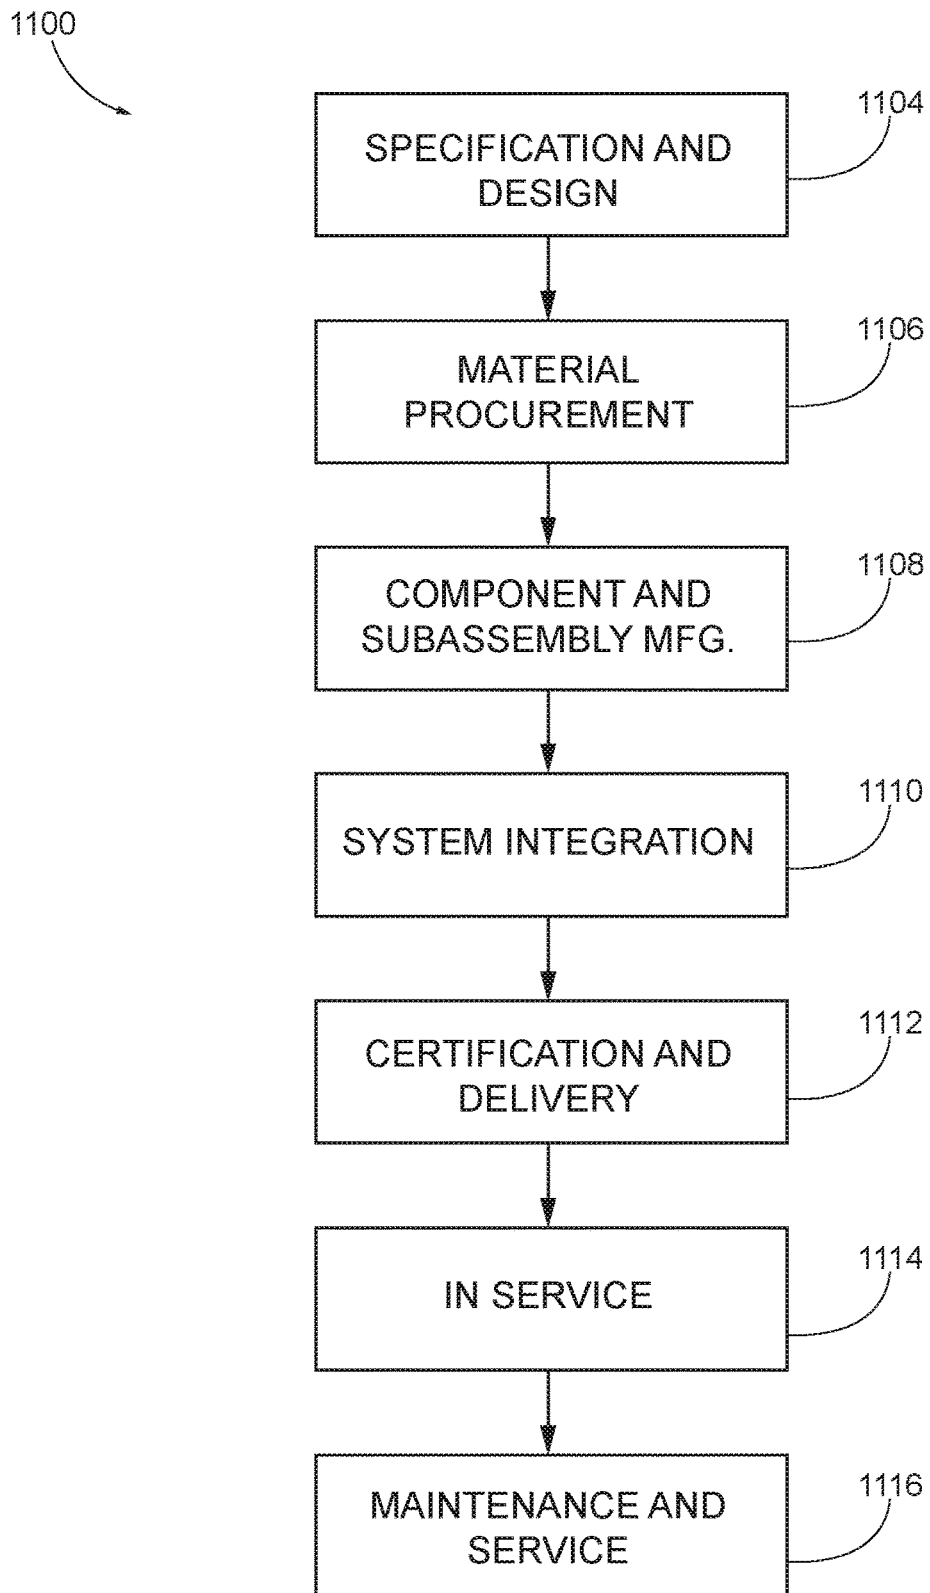 1100
1104
SPECIFICATION AND
DESIGN
1106
MATERIAL
PROCUREMENT
1108
COMPONENT AND
SUBASSEMBLY MFG.
1110
SYSTEM INTEGRATION
1112
CERTIFICATION AND
DELIVERY
1114
IN SERVICE
1116
MAINTENANCE AND
SERVICE